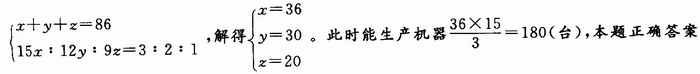 {x+y+z=86
15x:12y:9z=3:2:1 ,解得{x=36
y=30
z=20 。此时能生产机器36×15/3=180(台),本题正确答案